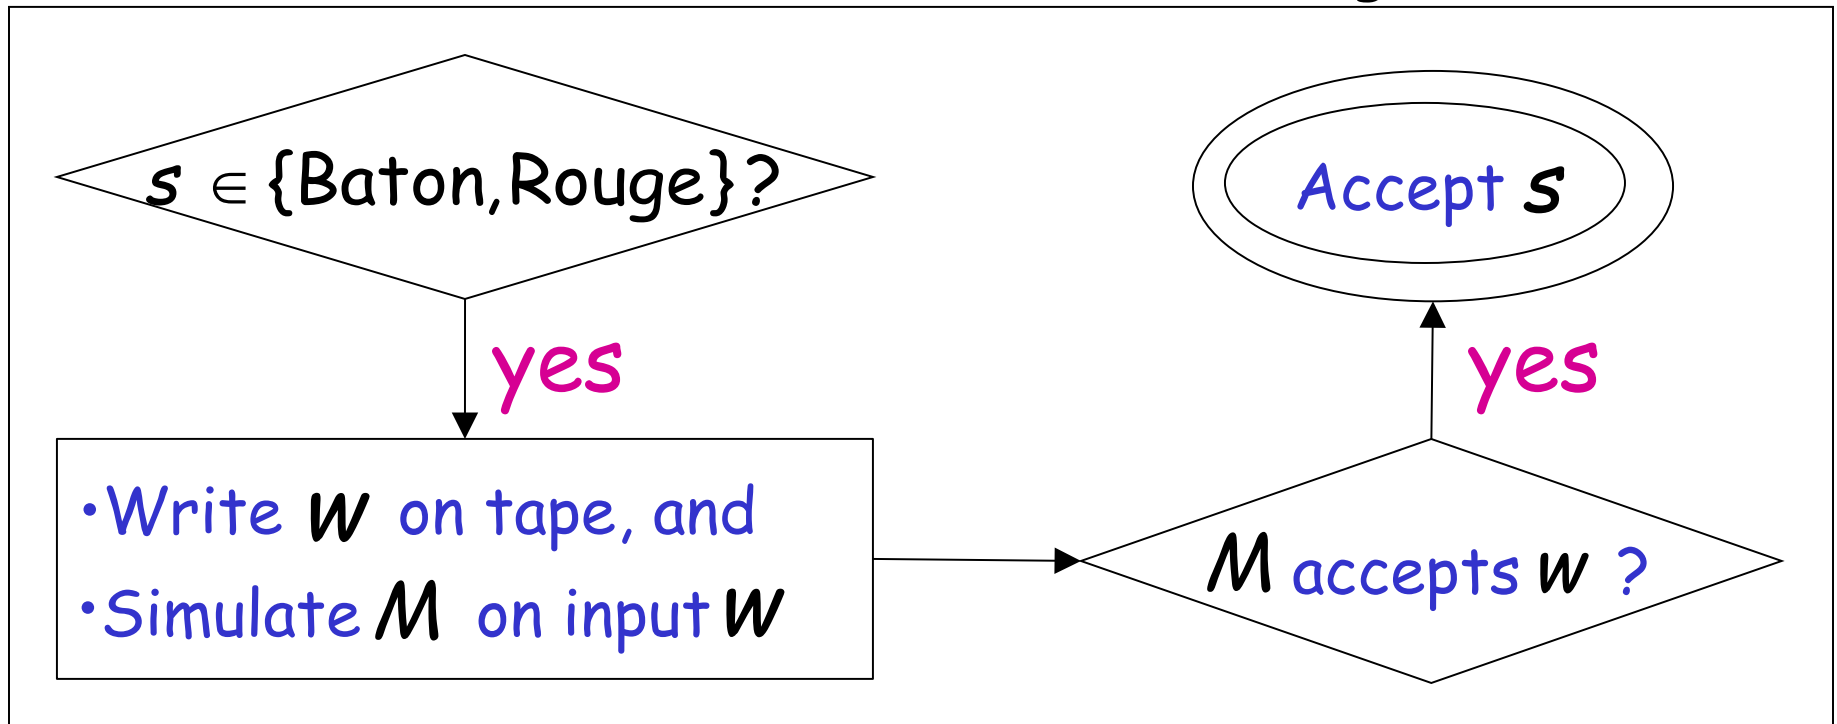 s ∈ {Baton,Rouge}?
yes
•Write w on tape, and
•Simulate M on input w
M accepts w ?
yes
Accept s